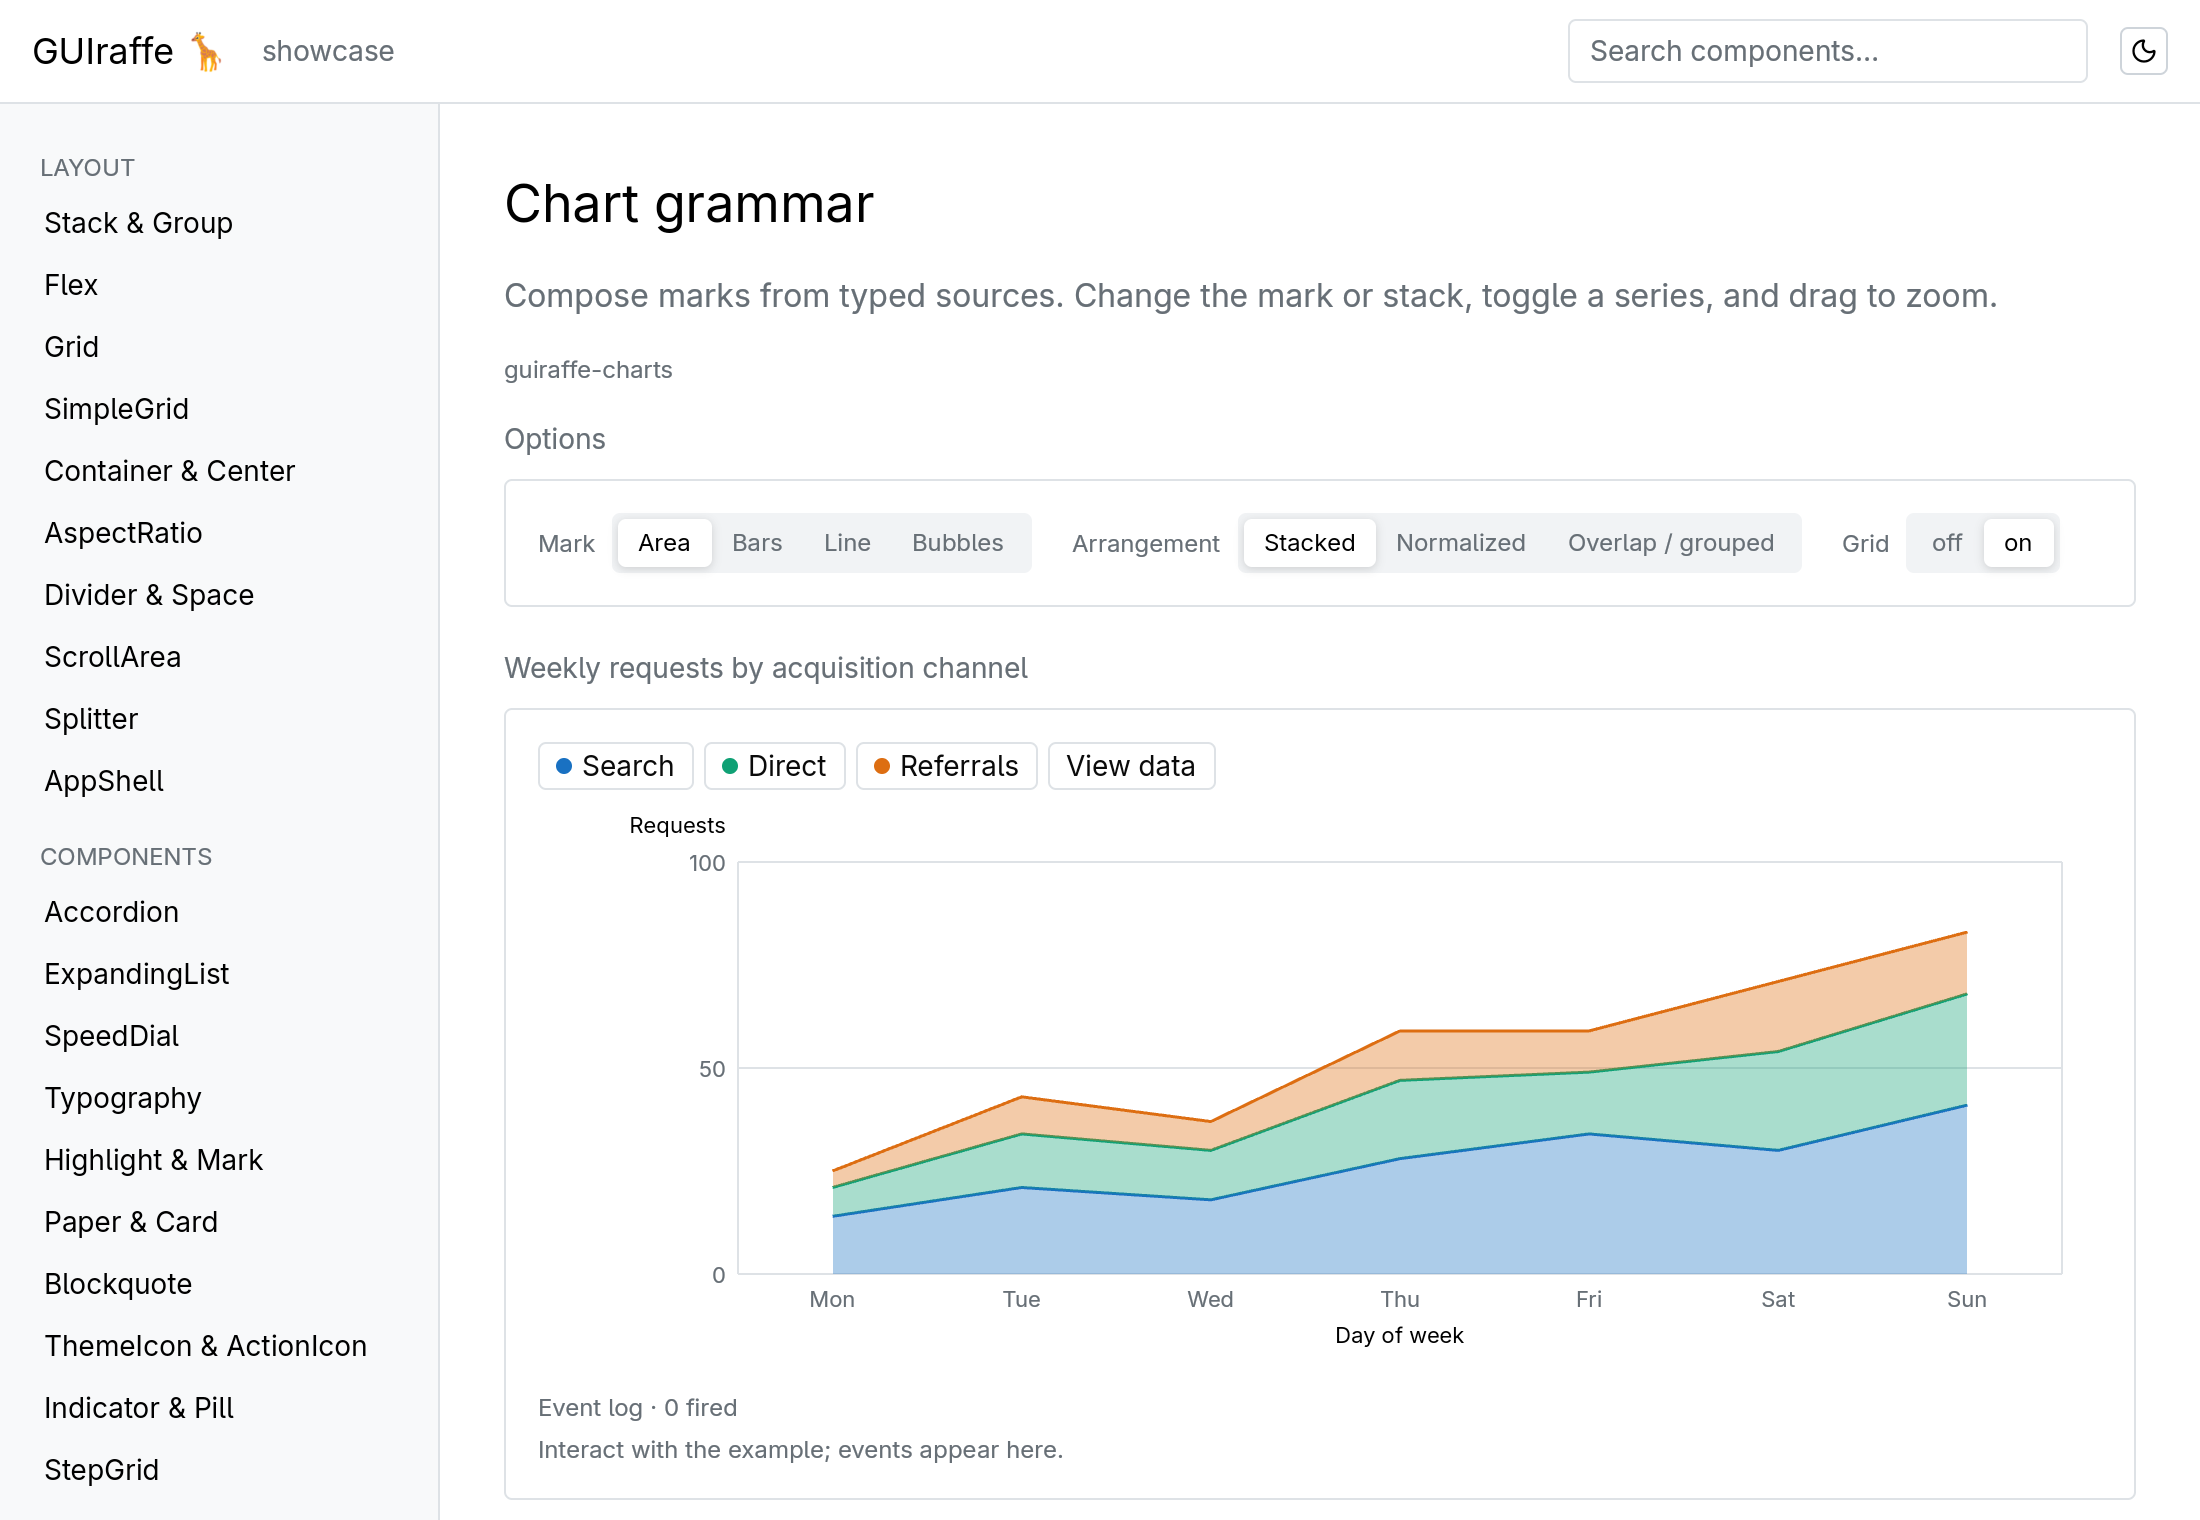 GUIraffe 🦒 showcase Search components...
LAYOUT
Stack & Group
Flex
Grid
SimpleGrid
Container & Center
AspectRatio
Divider & Space
ScrollArea
Splitter
AppShell
COMPONENTS
Accordion
ExpandingList
SpeedDial
Typography
Highlight & Mark
Paper & Card
Blockquote
ThemeIcon & ActionIcon
Indicator & Pill
StepGrid
Chart grammar
Compose marks from typed sources. Change the mark or stack, toggle a series, and drag to zoom.
guiraffe-charts
Options
Mark Area Bars Line Bubbles Arrangement Stacked Normalized Overlap / grouped Grid off on
Weekly requests by acquisition channel
Search Direct Referrals View data
Requests
100
50
0
Mon Tue Wed Thu Fri Sat Sun
Day of week
Event log · 0 fired
Interact with the example; events appear here.